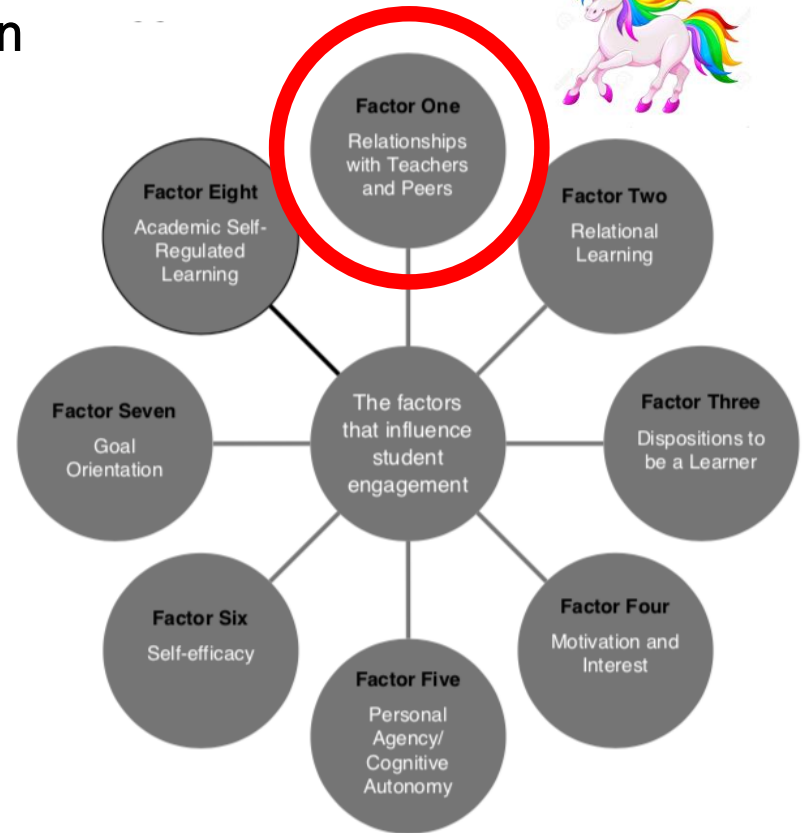 n
Factor One
Relationships
with Teachers
and Peers
Factor Two
Relational
Learning
Factor Three
Dispositions to
be a Learner
Factor Four
Motivation and
Interest
Factor Five
Personal
Agency/
Cognitive
Autonomy
Factor Six
Self-efficacy
Factor Seven
Goal
Orientation
Factor Eight
Academic Self-
Regulated
Learning
The factors
that influence
student
engagement